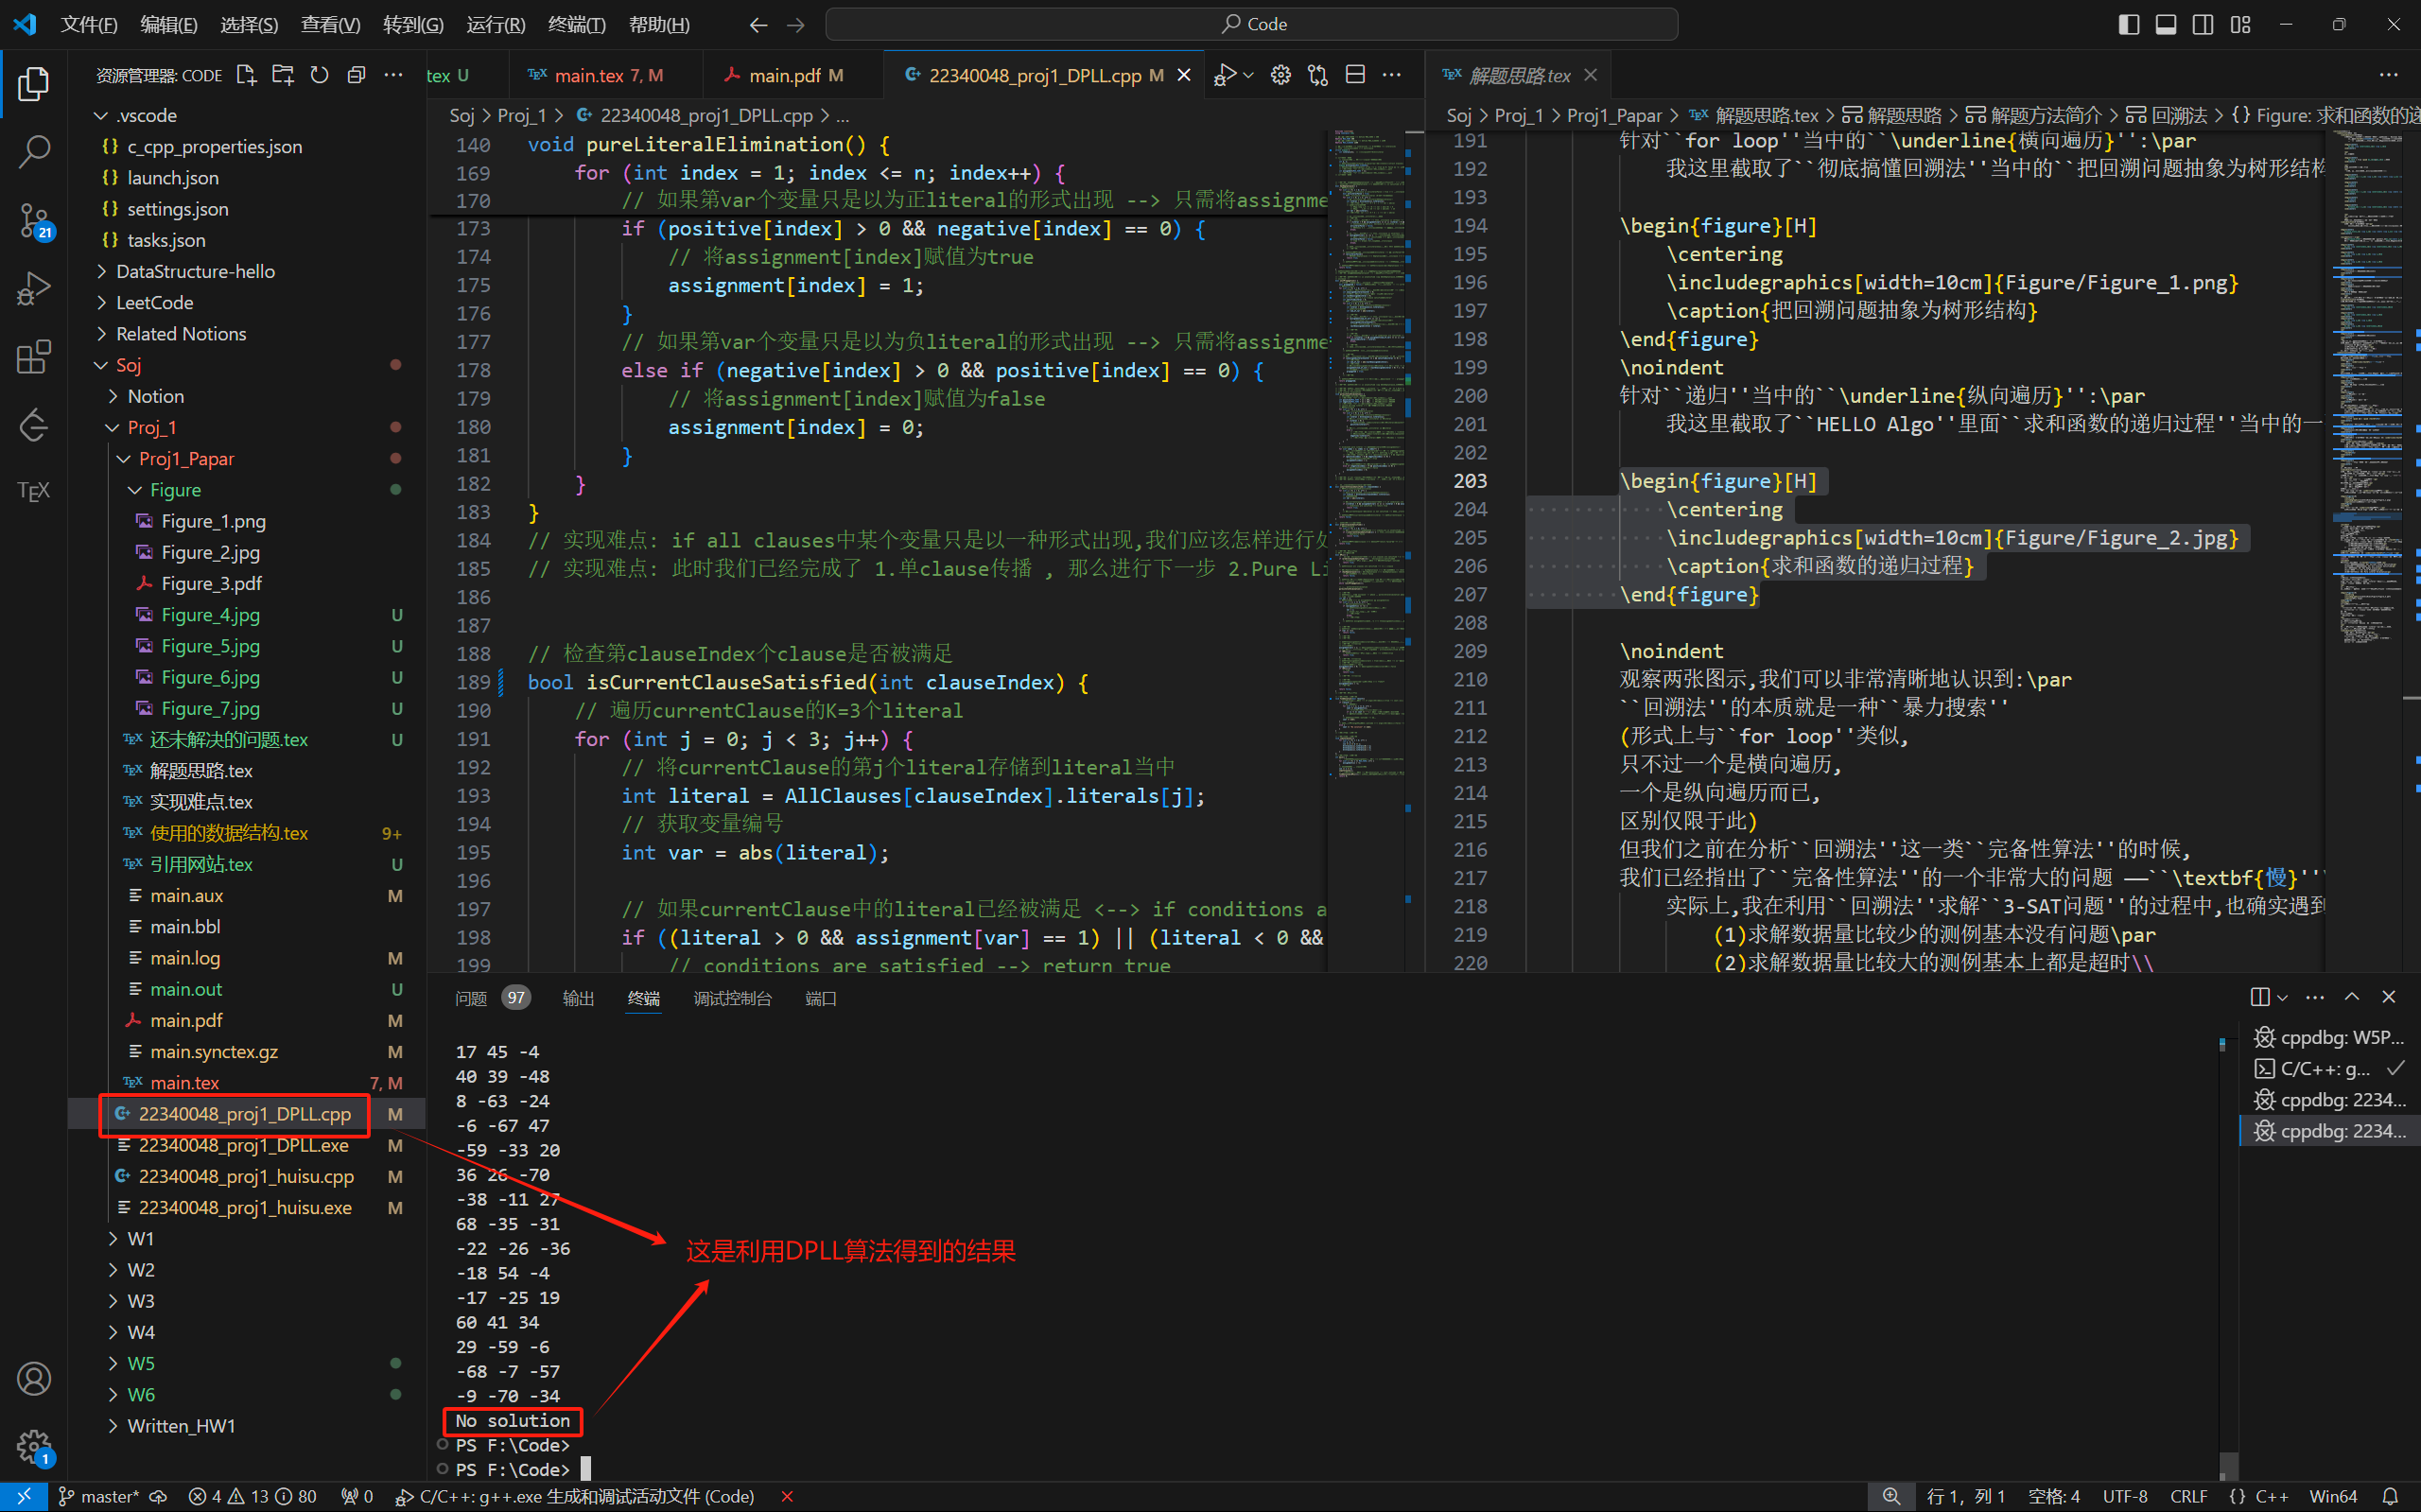 文件(F) 编辑(E) 选择(S) 查看(V) 转到(G) 运行(R) 终端(T) 帮助(H)
Code
资源管理器: CODE
.vscode
c_cpp_properties.json
launch.json
settings.json
tasks.json
DataStructure-hello
LeetCode
Related Notions
Soj
Notion
Proj_1
Proj1_Papar
Figure
Figure_1.png
Figure_2.jpg
Figure_3.pdf
Figure_4.jpg U
Figure_5.jpg U
Figure_6.jpg U
Figure_7.jpg U
还未解决的问题.tex U
解题思路.tex
实现难点.tex
使用的数据结构.tex 9+
引用网站.tex U
main.aux M
main.bbl
main.log M
main.out U
main.pdf M
main.synctex.gz M
main.tex 7, M
22340048_proj1_DPLL.cpp M
22340048_proj1_DPLL.exe M
22340048_proj1_huisu.cpp M
22340048_proj1_huisu.exe M
W1
W2
W3
W4
W5
W6
Written_HW1
21
TEX
1
tex U
main.tex 7, M
main.pdf M
22340048_proj1_DPLL.cpp M
Soj > Proj_1 > 22340048_proj1_DPLL.cpp > ...
140 void pureLiteralElimination() {
169 for (int index = 1; index <= n; index++) {
170 // 如果第var个变量只是以为正literal的形式出现 --> 只需将assignme
173 if (positive[index] > 0 && negative[index] == 0) {
174 // 将assignment[index]赋值为true
175 assignment[index] = 1;
176 }
177 // 如果第var个变量只是以为负literal的形式出现 --> 只需将assignme
178 else if (negative[index] > 0 && positive[index] == 0) {
179 // 将assignment[index]赋值为false
180 assignment[index] = 0;
181 }
182 }
183 }
184 // 实现难点: if all clauses中某个变量只是以一种形式出现,我们应该怎样进行处
185 // 实现难点: 此时我们已经完成了 1.单clause传播 , 那么进行下一步 2.Pure Li
186
187
188 // 检查第clauseIndex个clause是否被满足
189 bool isCurrentClauseSatisfied(int clauseIndex) {
190 // 遍历currentClause的K=3个literal
191 for (int j = 0; j < 3; j++) {
192 // 将currentClause的第j个literal存储到literal当中
193 int literal = AllClauses[clauseIndex].literals[j];
194 // 获取变量编号
195 int var = abs(literal);
196
197 // 如果currentClause中的literal已经被满足 <--> if conditions a
198 if ((literal > 0 && assignment[var] == 1) || (literal < 0 &&
199 // conditions are satisfied --> return true
解题思路.tex
Soj > Proj_1 > Proj1_Papar > 解题思路.tex > 解题思路 > 解题方法简介 > 回溯法 > {} Figure: 求和函数的递
191 针对``for loop''当中的``\underline{横向遍历}'':\par
192 我这里截取了``彻底搞懂回溯法''当中的``把回溯问题抽象为树形结构
193
194 \begin{figure}[H]
195 \centering
196 \includegraphics[width=10cm]{Figure/Figure_1.png}
197 \caption{把回溯问题抽象为树形结构}
198 \end{figure}
199 \noindent
200 针对``递归''当中的``\underline{纵向遍历}'':\par
201 我这里截取了``HELLO Algo''里面``求和函数的递归过程''当中的一
202
203 \begin{figure}[H]
204 \centering
205 \includegraphics[width=10cm]{Figure/Figure_2.jpg}
206 \caption{求和函数的递归过程}
207 \end{figure}
208
209 \noindent
210 观察两张图示,我们可以非常清晰地认识到:\par
211 ``回溯法''的本质就是一种``暴力搜索''
212 (形式上与``for loop''类似,
213 只不过一个是横向遍历,
214 一个是纵向遍历而已,
215 区别仅限于此)
216 但我们之前在分析``回溯法''这一类``完备性算法''的时候,
217 我们已经指出了``完备性算法''的一个非常大的问题 ——``\textbf{慢}''
218 实际上,我在利用``回溯法''求解``3-SAT问题''的过程中,也确实遇到
219 (1)求解数据量比较少的测例基本没有问题\par
220 (2)求解数据量比较大的测例基本上都是超时\\
问题 97 输出 终端 调试控制台 端口
17 45 -4
40 39 -48
8 -63 -24
-6 -67 47
-59 -33 20
36 26 -70
-38 -11 27
68 -35 -31
-22 -26 -36
-18 54 -4
-17 -25 19
60 41 34
29 -59 -6
-68 -7 -57
-9 -70 -34
No solution
PS F:\Code>
PS F:\Code>
这是利用DPLL算法得到的结果
cppdbg: W5P...
C/C++: g...
cppdbg: 2234...
cppdbg: 2234...
master* 4 13 80 0 C/C++: g++.exe 生成和调试活动文件 (Code)
行 1, 列 1 空格: 4 UTF-8 CRLF {} C++ Win64